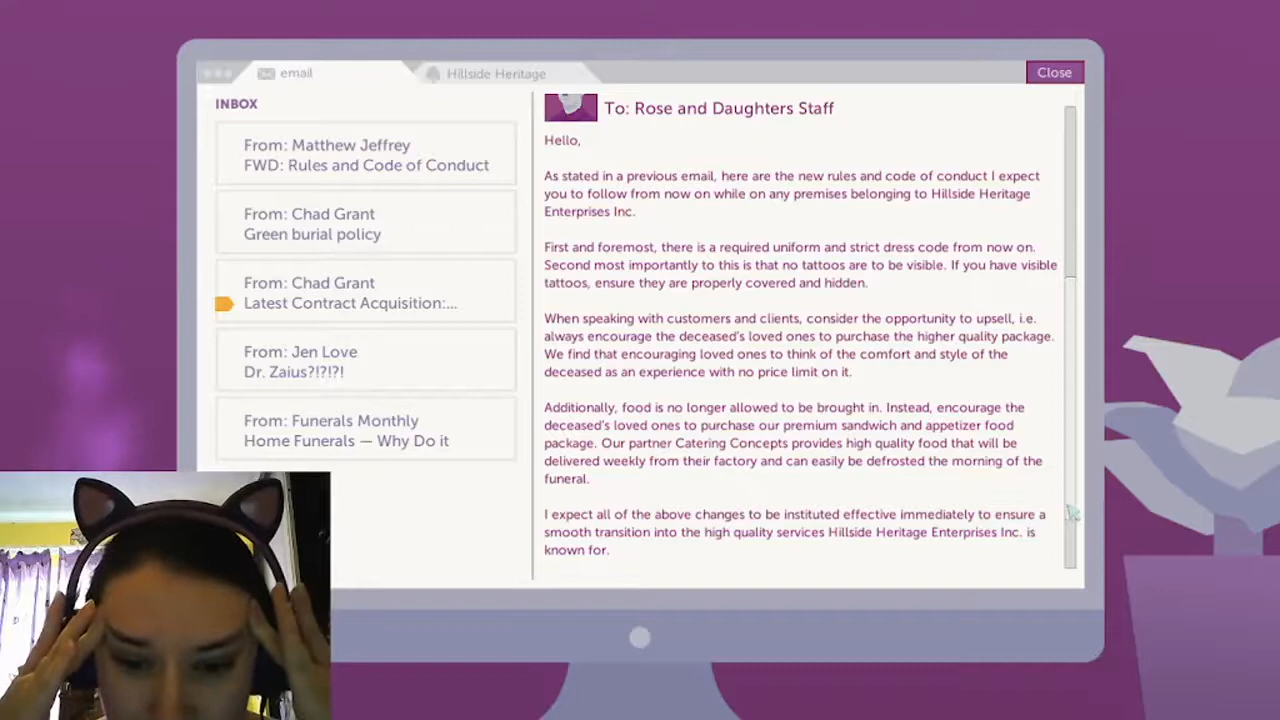 email
Hillside Heritage
Close
INBOX
From: Matthew Jeffrey
FWD: Rules and Code of Conduct
From: Chad Grant
Green burial policy
From: Chad Grant
Latest Contract Acquisition:...
From: Jen Love
Dr. Zaius?!?!?!
From: Funerals Monthly
Home Funerals — Why Do it
To: Rose and Daughters Staff
Hello,
As stated in a previous email, here are the new rules and code of conduct I expect
you to follow from now on while on any premises belonging to Hillside Heritage
Enterprises Inc.
First and foremost, there is a required uniform and strict dress code from now on.
Second most importantly to this is that no tattoos are to be visible. If you have visible
tattoos, ensure they are properly covered and hidden.
When speaking with customers and clients, consider the opportunity to upsell, i.e.
always encourage the deceased's loved ones to purchase the higher quality package.
We find that encouraging loved ones to think of the comfort and style of the
deceased as an experience with no price limit on it.
Additionally, food is no longer allowed to be brought in. Instead, encourage the
deceased's loved ones to purchase our premium sandwich and appetizer food
package. Our partner Catering Concepts provides high quality food that will be
delivered weekly from their factory and can easily be defrosted the morning of the
funeral.
I expect all of the above changes to be instituted effective immediately to ensure a
smooth transition into the high quality services Hillside Heritage Enterprises Inc. is
known for.